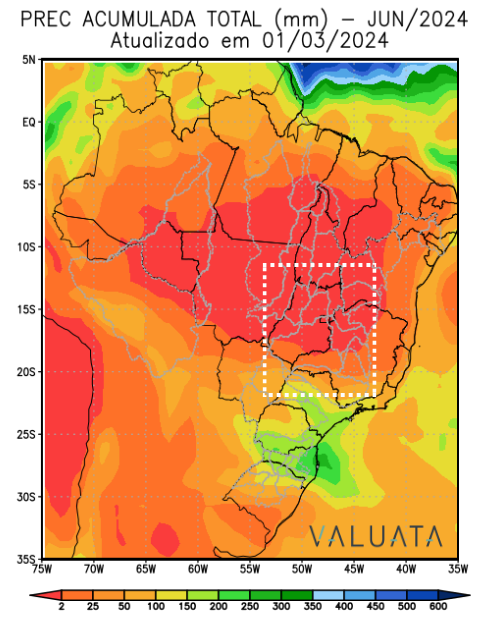 PREC ACUMULADA TOTAL (mm) – JUN/2024
Atualizado em 01/03/2024
5N
EQ
5S
10S
15S
20S
25S
30S
35S
VALUATA
75W 70W 65W 60W 55W 50W 45W 40W 35W
2 25 50 100 150 200 250 300 350 400 450 500 600